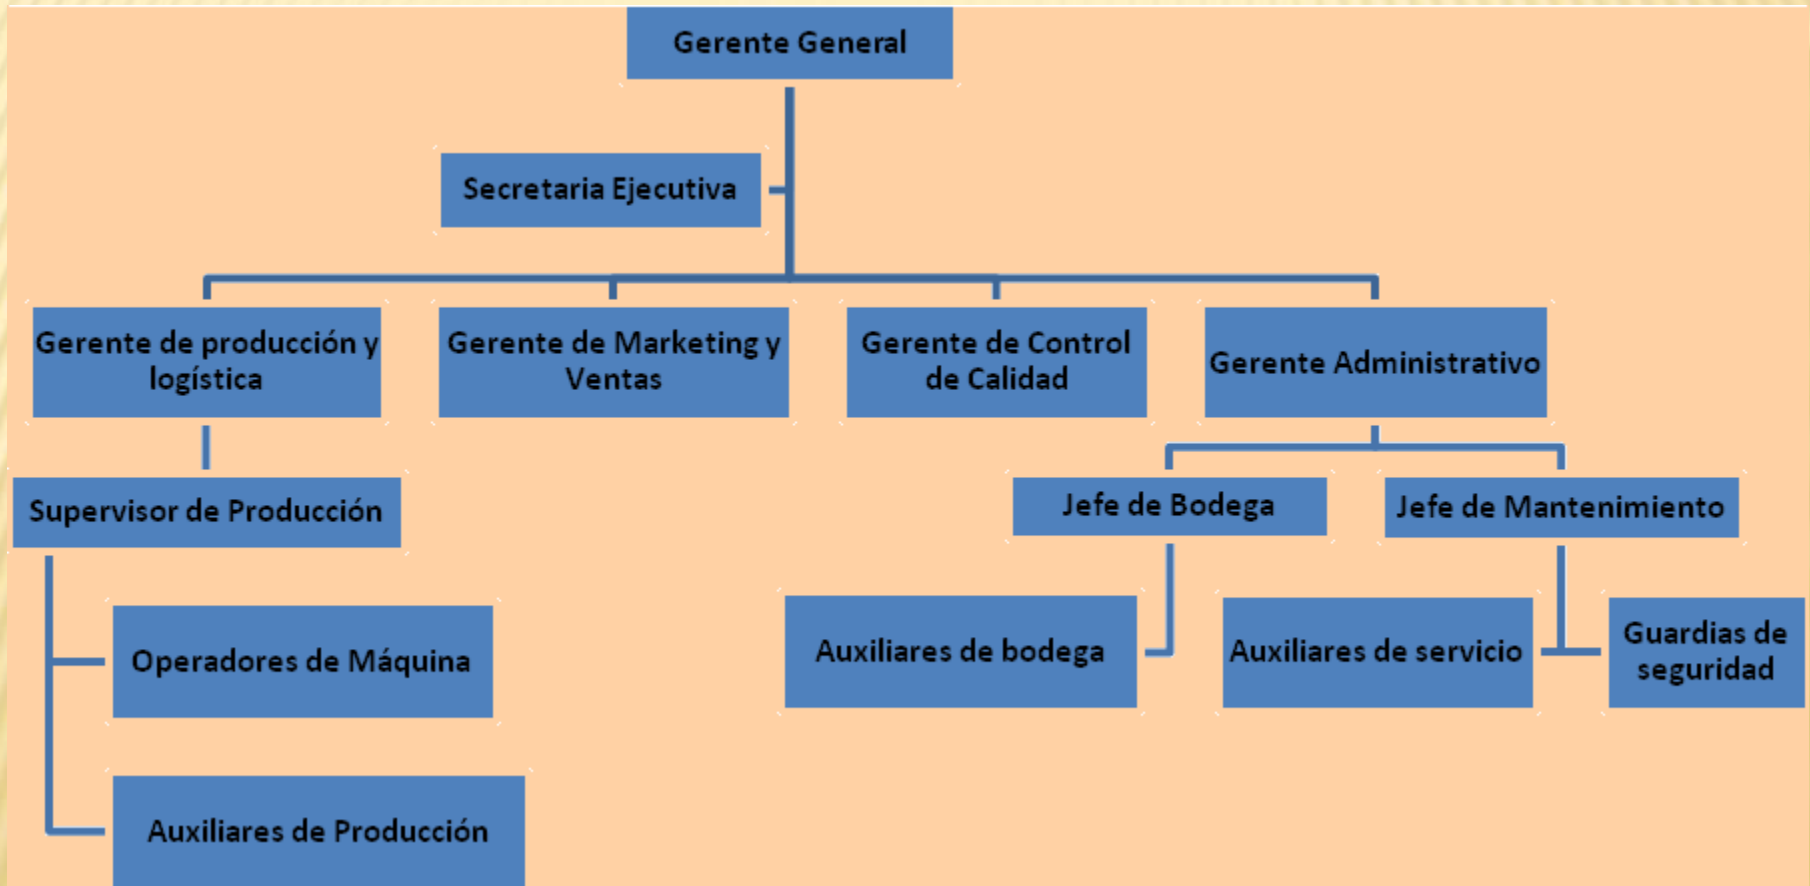 Gerente General
Secretaria Ejecutiva
Gerente de producción y
logística
Gerente de Marketing y
Ventas
Gerente de Control
de Calidad
Gerente Administrativo
Supervisor de Producción
Jefe de Bodega
Jefe de Mantenimiento
Operadores de Máquina
Auxiliares de bodega
Auxiliares de servicio
Guardias de
seguridad
Auxiliares de Producción